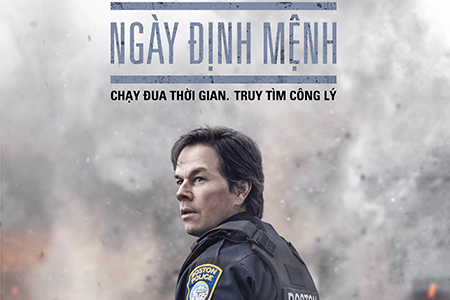 NGÀY ĐỊNH MỆNH
CHẠY ĐUA THỜI GIAN. TRUY TÌM CÔNG LÝ
BOSTON
POLICE
BOSTON